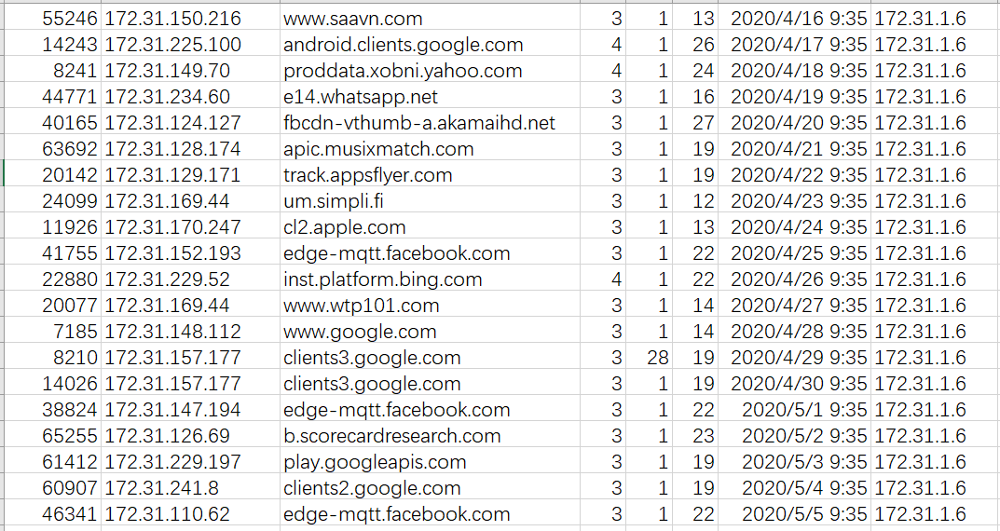 55246 172.31.150.216 www.saavn.com 3 1 13 2020/4/16 9:35 172.31.1.6
14243 172.31.225.100 android.clients.google.com 4 1 26 2020/4/17 9:35 172.31.1.6
8241 172.31.149.70 proddata.xobni.yahoo.com 4 1 24 2020/4/18 9:35 172.31.1.6
44771 172.31.234.60 e14.whatsapp.net 3 1 16 2020/4/19 9:35 172.31.1.6
40165 172.31.124.127 fbcdn-vthumb-a.akamaihd.net 3 1 27 2020/4/20 9:35 172.31.1.6
63692 172.31.128.174 apic.musixmatch.com 3 1 19 2020/4/21 9:35 172.31.1.6
20142 172.31.129.171 track.appsflyer.com 3 1 19 2020/4/22 9:35 172.31.1.6
24099 172.31.169.44 um.simpli.fi 3 1 12 2020/4/23 9:35 172.31.1.6
11926 172.31.170.247 cl2.apple.com 3 1 13 2020/4/24 9:35 172.31.1.6
41755 172.31.152.193 edge-mqtt.facebook.com 3 1 22 2020/4/25 9:35 172.31.1.6
22880 172.31.229.52 inst.platform.bing.com 4 1 22 2020/4/26 9:35 172.31.1.6
20077 172.31.169.44 www.wtp101.com 3 1 14 2020/4/27 9:35 172.31.1.6
7185 172.31.148.112 www.google.com 3 1 14 2020/4/28 9:35 172.31.1.6
8210 172.31.157.177 clients3.google.com 3 28 19 2020/4/29 9:35 172.31.1.6
14026 172.31.157.177 clients3.google.com 3 1 19 2020/4/30 9:35 172.31.1.6
38824 172.31.147.194 edge-mqtt.facebook.com 3 1 22 2020/5/1 9:35 172.31.1.6
65255 172.31.126.69 b.scorecardresearch.com 3 1 23 2020/5/2 9:35 172.31.1.6
61412 172.31.229.197 play.googleapis.com 3 1 19 2020/5/3 9:35 172.31.1.6
60907 172.31.241.8 clients2.google.com 3 1 19 2020/5/4 9:35 172.31.1.6
46341 172.31.110.62 edge-mqtt.facebook.com 3 1 22 2020/5/5 9:35 172.31.1.6